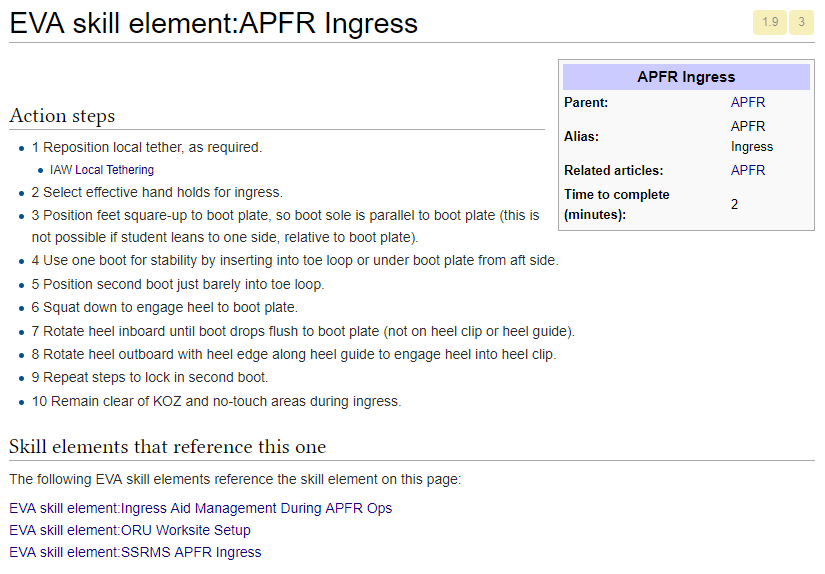 EVA skill element:APFR Ingress
1.9 3
APFR Ingress
Parent: APFR
Alias: APFR
Ingress
Related articles: APFR
Time to complete
(minutes): 2
Action steps
1 Reposition local tether, as required.
IAW Local Tethering
2 Select effective hand holds for ingress.
3 Position feet square-up to boot plate, so boot sole is parallel to boot plate (this is
not possible if student leans to one side, relative to boot plate).
4 Use one boot for stability by inserting into toe loop or under boot plate from aft side.
5 Position second boot just barely into toe loop.
6 Squat down to engage heel to boot plate.
7 Rotate heel inboard until boot drops flush to boot plate (not on heel clip or heel guide).
8 Rotate heel outboard with heel edge along heel guide to engage heel into heel clip.
9 Repeat steps to lock in second boot.
10 Remain clear of KOZ and no-touch areas during ingress.
Skill elements that reference this one
The following EVA skill elements reference the skill element on this page:
EVA skill element:Ingress Aid Management During APFR Ops
EVA skill element:ORU Worksite Setup
EVA skill element:SSRMS APFR Ingress